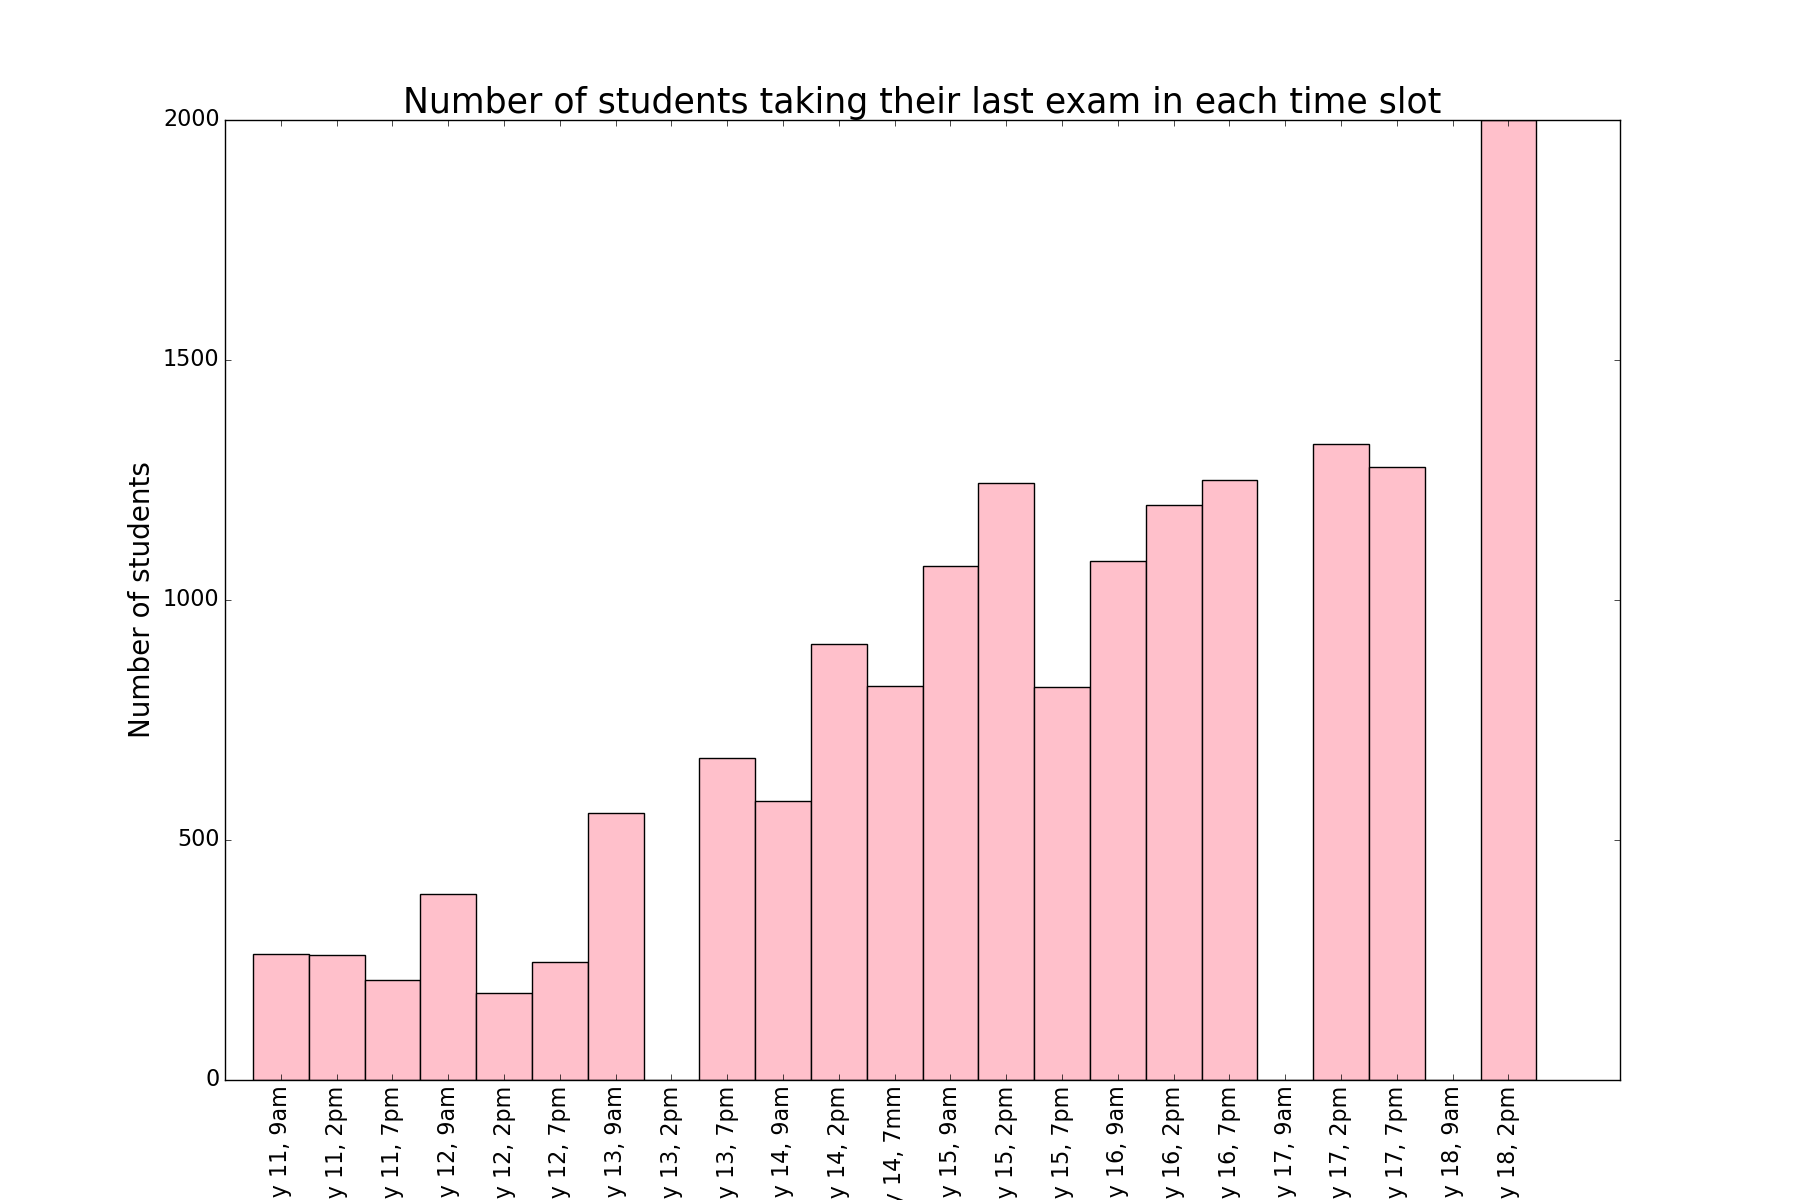 Number of students taking their last exam in each time slot
Number of students
2000
1500
1000
500
0
y 11, 9am
y 11, 2pm
y 11, 7pm
y 12, 9am
y 12, 2pm
y 12, 7pm
y 13, 9am
y 13, 2pm
y 13, 7pm
y 14, 9am
y 14, 2pm
y 14, 7mm
y 15, 9am
y 15, 2pm
y 15, 7pm
y 16, 9am
y 16, 2pm
y 16, 7pm
y 17, 9am
y 17, 2pm
y 17, 7pm
y 18, 9am
y 18, 2pm